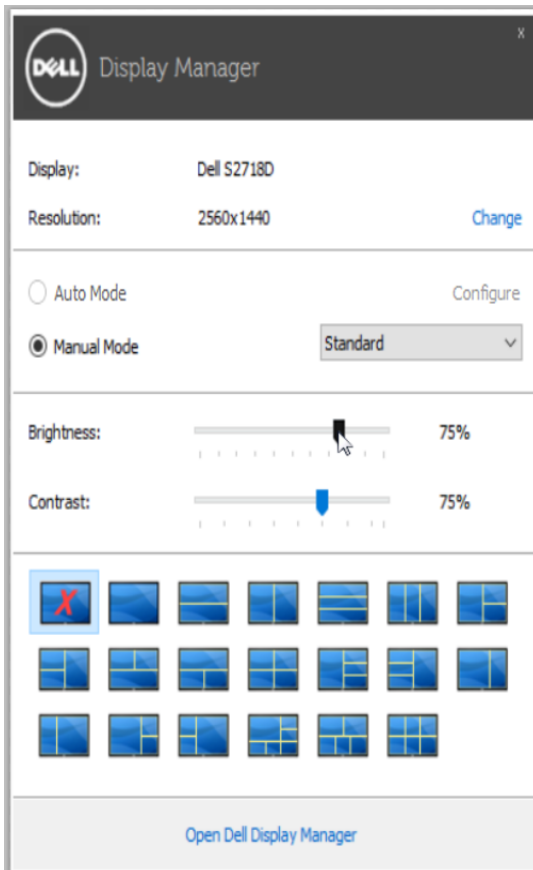 x
DELL Display Manager
Display: Dell S2718D
Resolution: 2560x1440 Change
Auto Mode Configure
Manual Mode Standard
Brightness: 75%
Contrast: 75%
X
Open Dell Display Manager